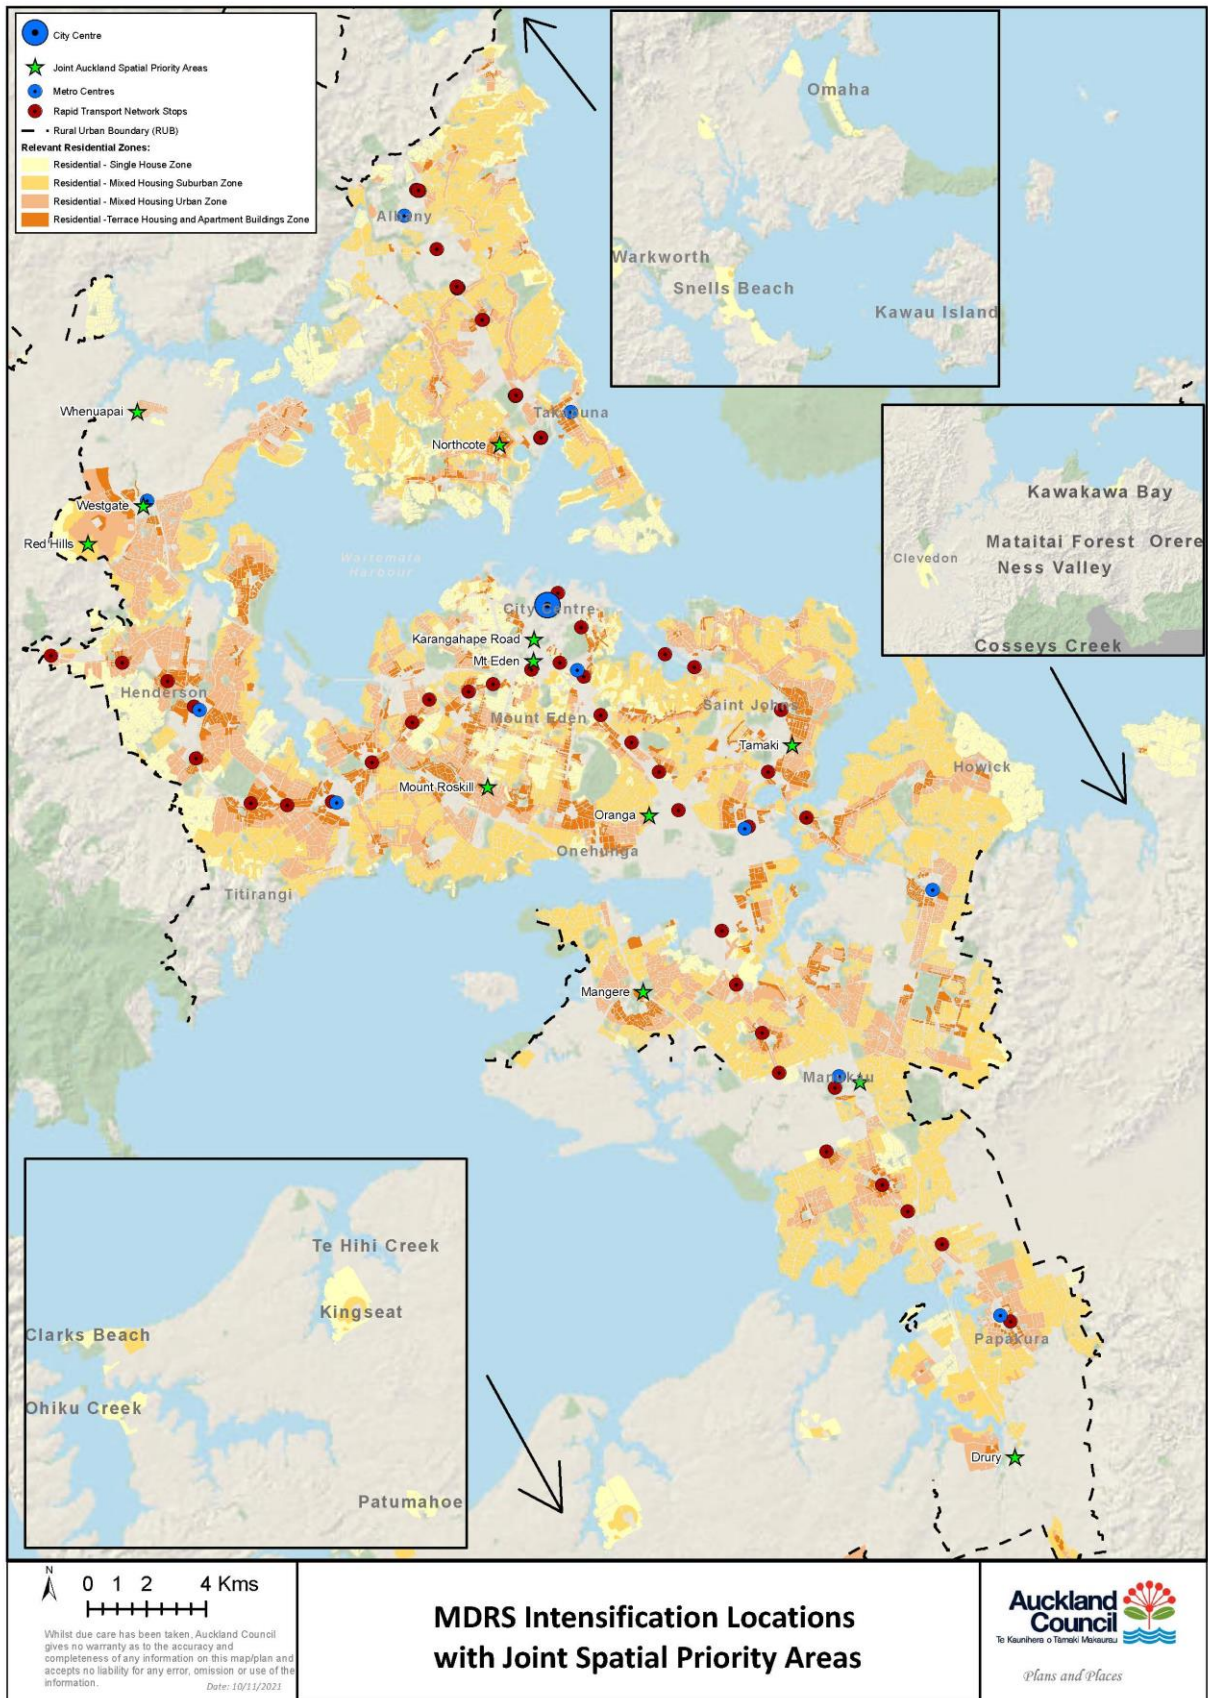 City Centre
Joint Auckland Spatial Priority Areas
Metro Centres
Rapid Transport Network Stops
Rural Urban Boundary (RUB)
Relevant Residential Zones:
Residential - Single House Zone
Residential - Mixed Housing Suburban Zone
Residential - Mixed Housing Urban Zone
Residential -Terrace Housing and Apartment Buildings Zone
Omaha
Warkworth
Snells Beach
Kawau Island
Albany
Whenuapai
Takapuna
Northcote
Westgate
Red Hills
Kawakawa Bay
Clevedon
Mataitai Forest
Orere
Ness Valley
Cosseys Creek
Waitemata
Harbour
City Centre
Karangahape Road
Mt Eden
Henderson
Mount Eden
Saint Johns
Tamaki
Howick
Mount Roskill
Oranga
Onehunga
Titirangi
Mangere
Manukau
Te Hihi Creek
Kingseat
Clarks Beach
Ohiku Creek
Patumahoe
Papakura
Drury
N
0 1 2 4 Kms
Whilst due care has been taken, Auckland Council
gives no warranty as to the accuracy and
completeness of any information on this map/plan and
accepts no liability for any error, omission or use of the
information.
Date: 10/11/2021
MDRS Intensification Locations
with Joint Spatial Priority Areas
Auckland
Council
Te Kaunihera o Tāmaki Makaurau
Plans and Places